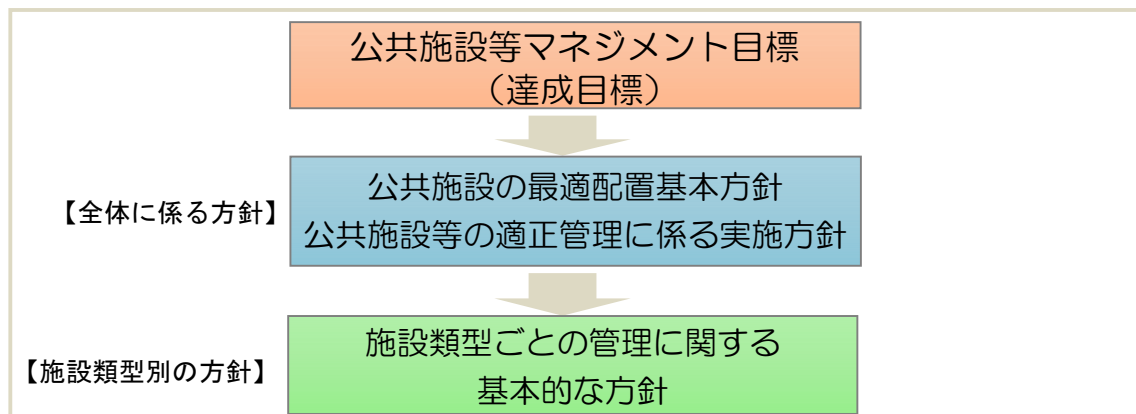 公共施設等マネジメント目標
（達成目標）
公共施設の最適配置基本方針
【全体に係る方針】
公共施設等の適正管理に係る実施方針
施設類型ごとの管理に関する
【施設類型別の方針】
基本的な方針